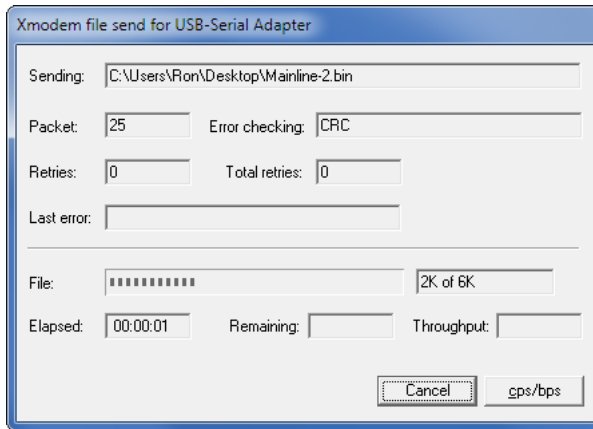 Xmodem file send for USB-Serial Adapter
Sending: C:\Users\Ron\Desktop\Mainline-2.bin
Packet: 25 Error checking: CRC
Retries: 0 Total retries: 0
Last error:
File: 2K of 6K
Elapsed: 00:00:01 Remaining: Throughput:
Cancel cps/bps